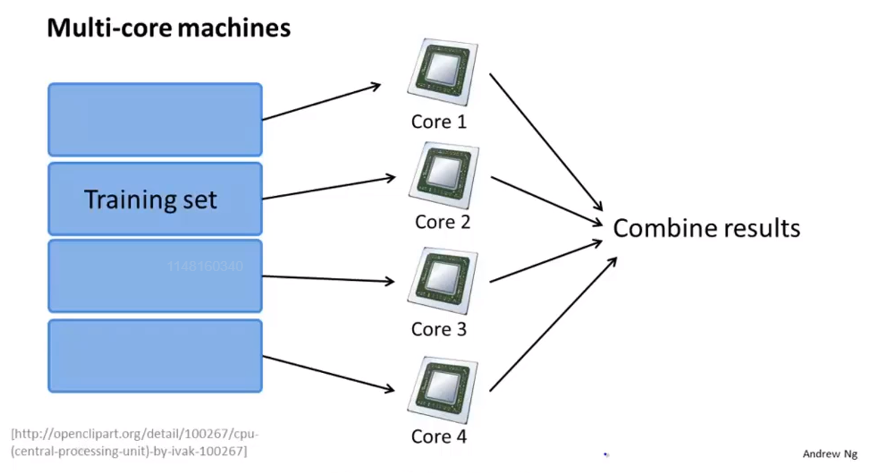 Multi-core machines
Core 1
Training set
Core 2
Combine results
1148160340
Core 3
Core 4
[http://openclipart.org/detail/100267/cpu-
(central-processing-unit)-by-ivak-100267]
Andrew Ng